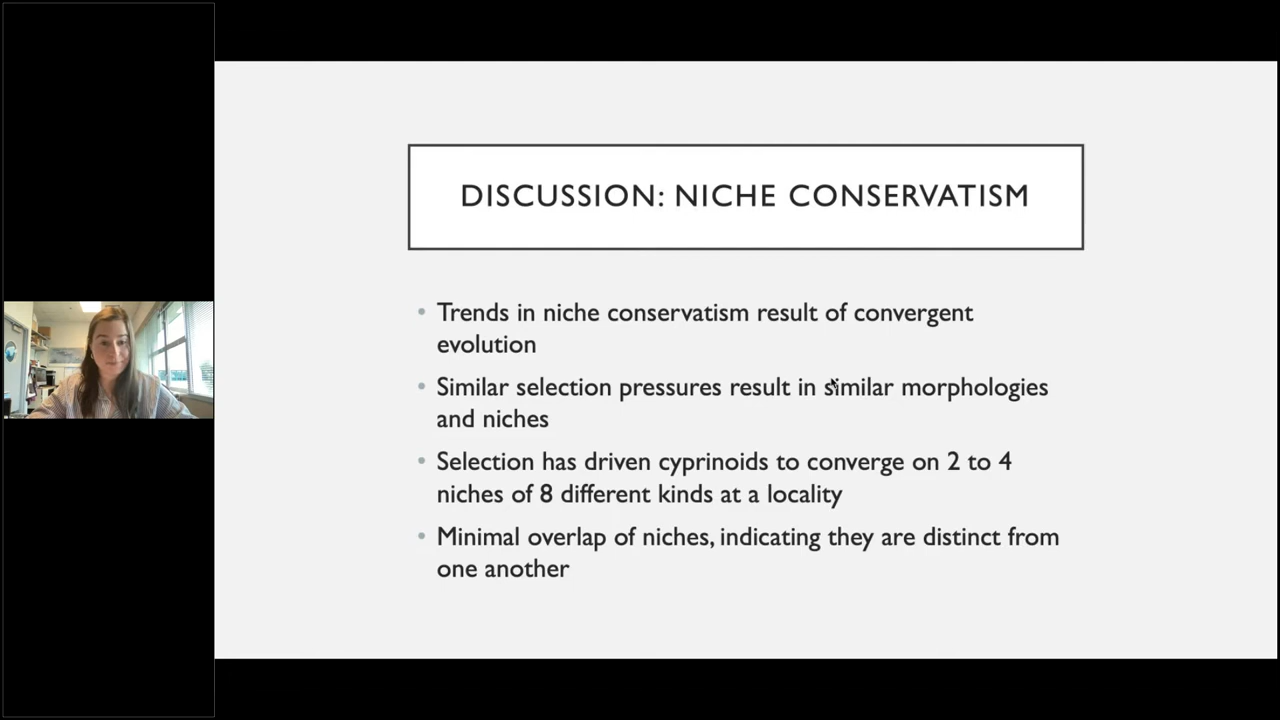 DISCUSSION: NICHE CONSERVATISM
• Trends in niche conservatism result of convergent
evolution
• Similar selection pressures result in similar morphologies
and niches
• Selection has driven cyprinoids to converge on 2 to 4
niches of 8 different kinds at a locality
• Minimal overlap of niches, indicating they are distinct from
one another